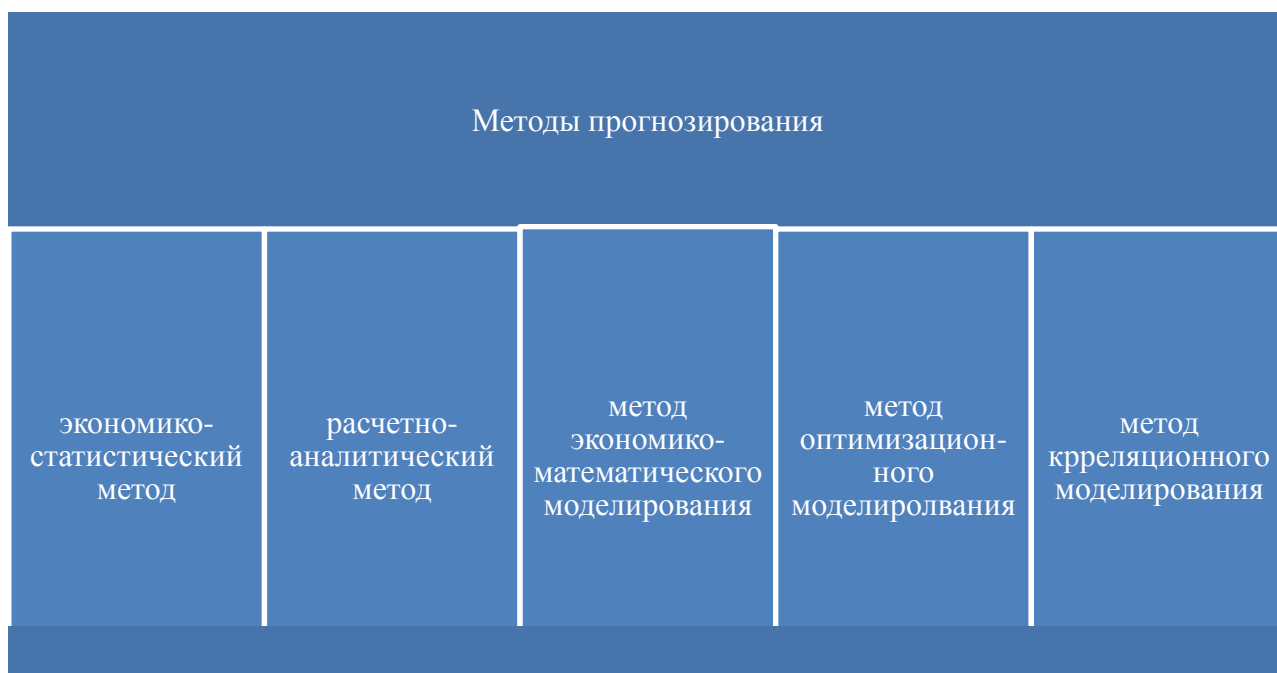 Методы прогнозирования
экономико-
статистический
метод
расчетно-
аналитический
метод
метод
экономико-
математического
моделирования
метод
оптимизацион-
ного
моделиролвания
метод
крреляционного
моделирования